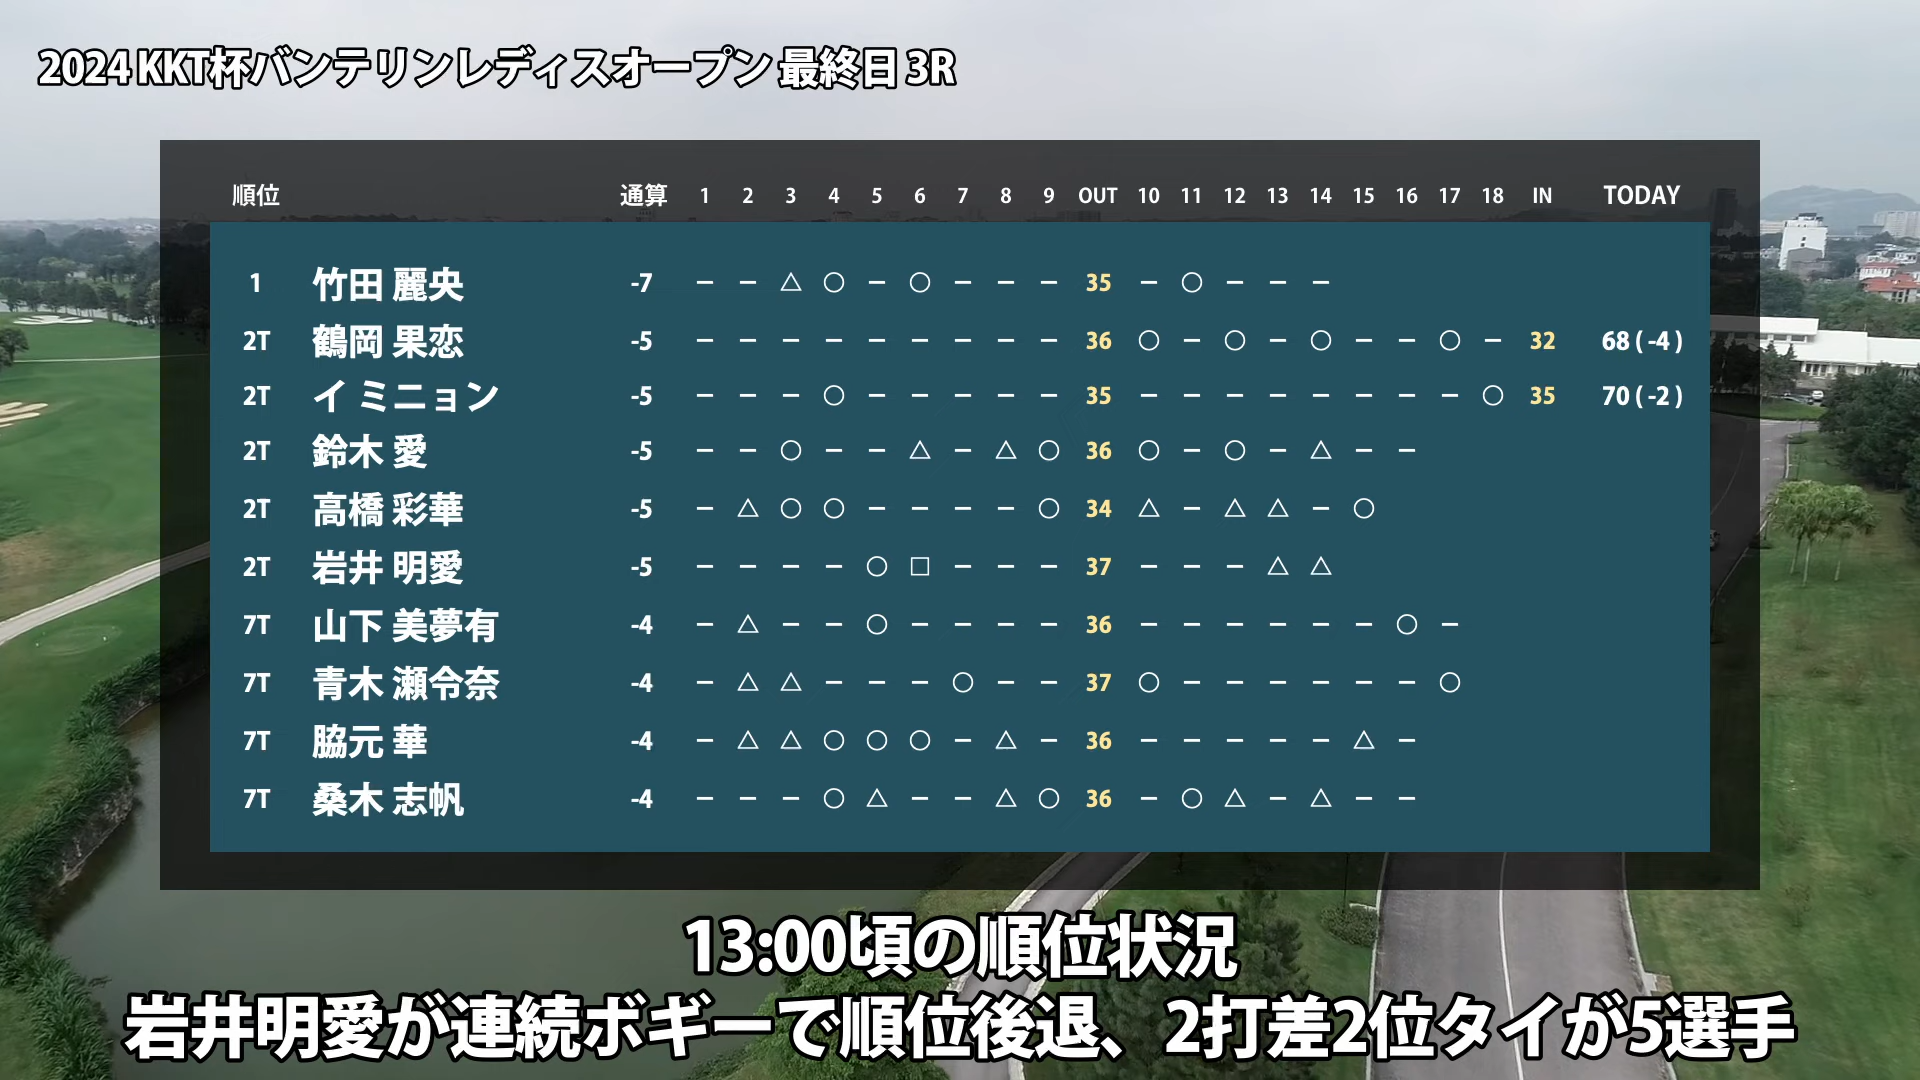 2024 KKT杯バンテリンレディスオープン 最終日 3R
順位 通算 1 2 3 4 5 6 7 8 9 OUT 10 11 12 13 14 15 16 17 18 IN TODAY
1 竹田 麗央 -7 － － △ ○ － ○ － － － 35 － ○ － － －
2T 鶴岡 果恋 -5 － － － － － － － － － 36 ○ － ○ － ○ － － ○ － 32 68 ( -4 )
2T イ ミニョン -5 － － － ○ － － － － － 35 － － － － － － － － ○ 35 70 ( -2 )
2T 鈴木 愛 -5 － － ○ － － △ － △ ○ 36 ○ － ○ － △ － －
2T 高橋 彩華 -5 － △ ○ ○ － － － － ○ 34 △ － △ △ － ○
2T 岩井 明愛 -5 － － － － ○ □ － － － 37 － － － △ △
7T 山下 美夢有 -4 － △ － － ○ － － － － 36 － － － － － － ○ －
7T 青木 瀬令奈 -4 － △ △ － － － ○ － － 37 ○ － － － － － － ○
7T 脇元 華 -4 － △ △ ○ ○ ○ － △ － 36 － － － － － △ －
7T 桑木 志帆 -4 － － － ○ △ － － △ ○ 36 － ○ △ － △ － －
13:00頃の順位状況
岩井明愛が連続ボギーで順位後退、2打差2位タイが5選手